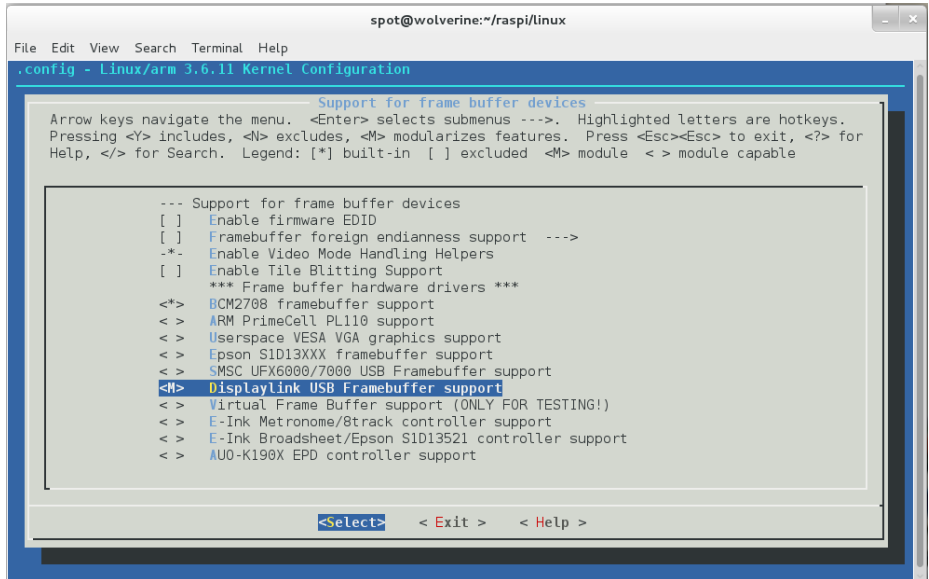 spot@wolverine:~/raspi/linux
File Edit View Search Terminal Help
.config - Linux/arm 3.6.11 Kernel Configuration
Support for frame buffer devices
Arrow keys navigate the menu. <Enter> selects submenus --->. Highlighted letters are hotkeys.
Pressing <Y> includes, <N> excludes, <M> modularizes features. Press <Esc><Esc> to exit, <?> for
Help, </> for Search. Legend: [*] built-in [ ] excluded <M> module < > module capable
--- Support for frame buffer devices
[ ] Enable firmware EDID
[ ] Framebuffer foreign endianness support --->
-*- Enable Video Mode Handling Helpers
[ ] Enable Tile Blitting Support
*** Frame buffer hardware drivers ***
<*> BCM2708 framebuffer support
< > ARM PrimeCell PL110 support
< > Userspace VESA VGA graphics support
< > Epson S1D13XXX framebuffer support
< > SMSC UFX6000/7000 USB Framebuffer support
<M> Displaylink USB Framebuffer support
< > Virtual Frame Buffer support (ONLY FOR TESTING!)
< > E-Ink Metronome/8track controller support
< > E-Ink Broadsheet/Epson S1D13521 controller support
< > AUO-K190X EPD controller support
<Select> < Exit > < Help >